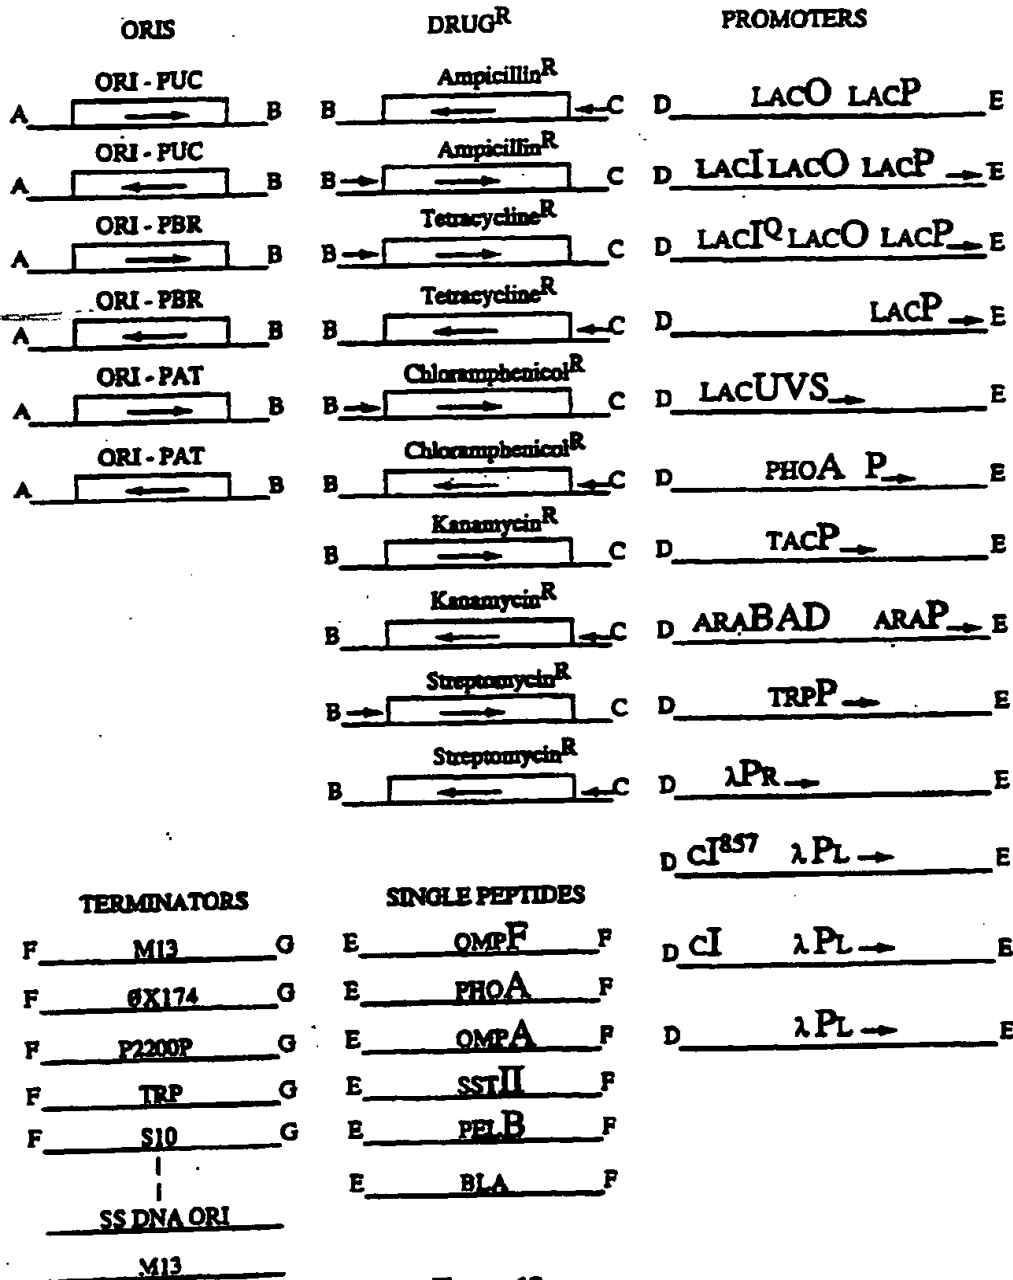 ORIS
ORI - PUC
A B
ORI - PUC
A B
ORI - PBR
A B
ORI - PBR
A B
ORI - PAT
A B
ORI - PAT
A B
DRUGR
AmpicillinR
B C
AmpicillinR
B C
TetracyclineR
B C
TetracyclineR
B C
ChloramphenicolR
B C
ChloramphenicolR
B C
KanamycinR
B C
KanamycinR
B C
StreptomycinR
B C
StreptomycinR
B C
PROMOTERS
D LACO LACP E
D LACI LACO LACP E
D LACIQ LACO LACP E
D LACP E
D LACUVS E
D PHOA P E
D TACP E
D ARABAD ARAP E
D TRPP E
D λPR E
D CI857 λ PL E
D CI λ PL E
D λ PL E
TERMINATORS
F M13 G
F ØX174 G
F P2200P G
F TRP G
F S10 G
SS DNA ORI
M13
SINGLE PEPTIDES
E OMPF F
E PHOA F
E OMPA F
E SSTII F
E PELB F
E BLA F